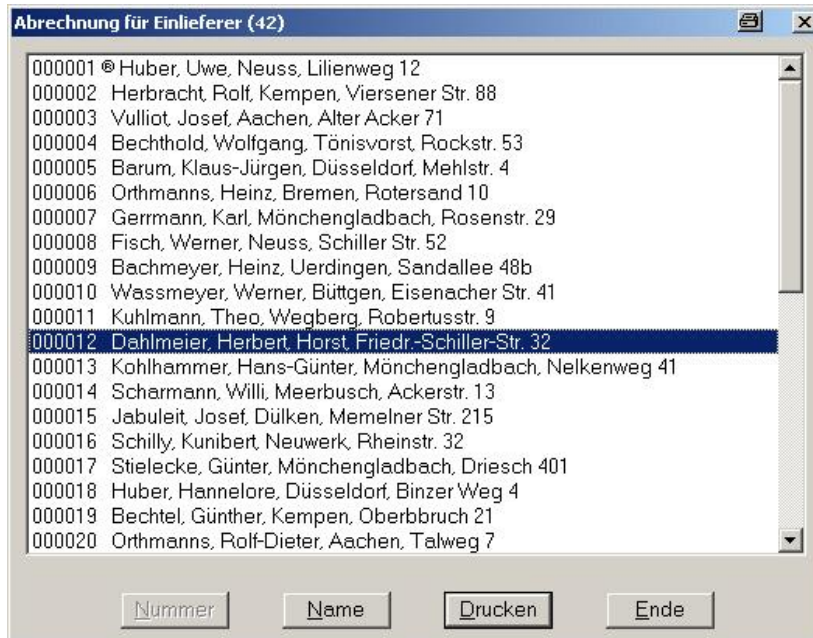 Abrechnung für Einlieferer (42)
000001 ® Huber, Uwe, Neuss, Lilienweg 12
000002 Herbracht, Rolf, Kempen, Viersener Str. 88
000003 Vulliot, Josef, Aachen, Alter Acker 71
000004 Bechthold, Wolfgang, Tönisvorst, Rockstr. 53
000005 Barum, Klaus-Jürgen, Düsseldorf, Mehlstr. 4
000006 Orthmanns, Heinz, Bremen, Rotersand 10
000007 Gerrmann, Karl, Mönchengladbach, Rosenstr. 29
000008 Fisch, Werner, Neuss, Schiller Str. 52
000009 Bachmeyer, Heinz, Uerdingen, Sandallee 48b
000010 Wassmeyer, Werner, Büttgen, Eisenacher Str. 41
000011 Kuhlmann, Theo, Wegberg, Robertusstr. 9
000012 Dahlmeier, Herbert, Horst, Friedr.-Schiller-Str. 32
000013 Kohlhammer, Hans-Günter, Mönchengladbach, Nelkenweg 41
000014 Scharmann, Willi, Meerbusch, Ackerstr. 13
000015 Jabuleit, Josef, Dülken, Memelner Str. 215
000016 Schilly, Kunibert, Neuwerk, Rheinstr. 32
000017 Stielecke, Günter, Mönchengladbach, Driesch 401
000018 Huber, Hannelore, Düsseldorf, Binzer Weg 4
000019 Bechtel, Günther, Kempen, Oberbbruch 21
000020 Orthmanns, Rolf-Dieter, Aachen, Talweg 7
Nummer Name Drucken Ende